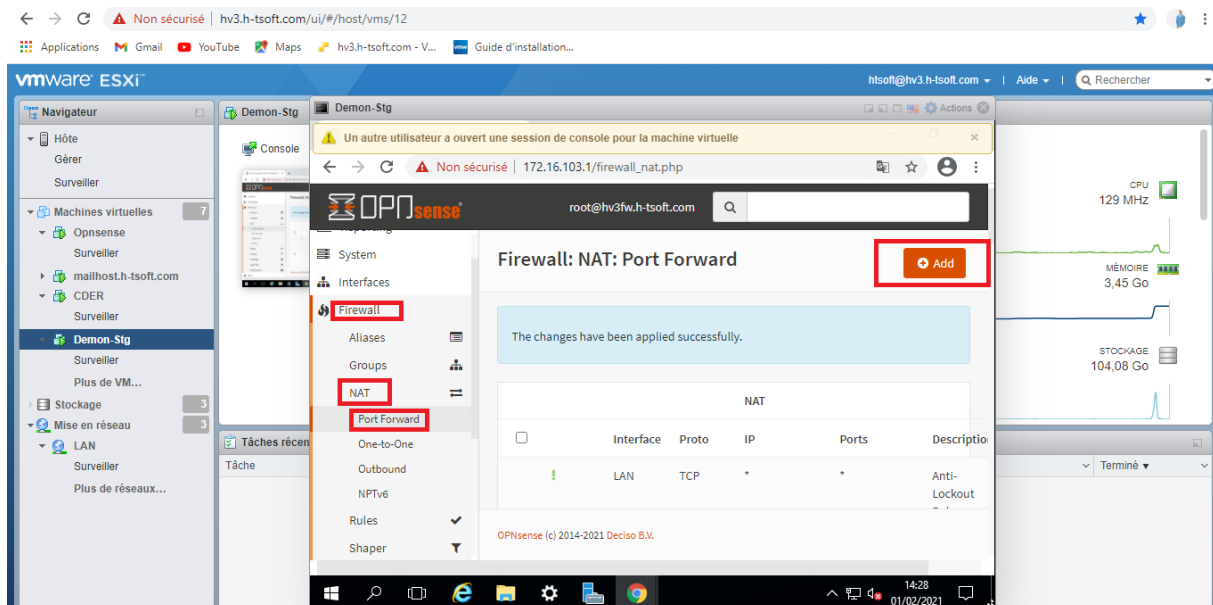 Non sécurisé | hv3.h-tsoft.com/ui/#/host/vms/12
Applications Gmail YouTube Maps hv3.h-tsoft.com - V... Guide d'installation...
vmware ESXi
htsoft@hv3.h-tsoft.com | Aide | Rechercher
Navigateur
Hôte
Gérer
Surveiller
Machines virtuelles 7
Opnsense
Surveiller
mailhost.h-tsoft.com
CDER
Surveiller
Demon-Stg
Surveiller
Plus de VM...
Stockage 3
Mise en réseau 3
LAN
Surveiller
Plus de réseaux...
Demon-Stg
Console
Demon-Stg
Actions
Un autre utilisateur a ouvert une session de console pour la machine virtuelle
Non sécurisé | 172.16.103.1/firewall_nat.php
OPNsense
root@hv3fw.h-tsoft.com
Reporting
System
Interfaces
Firewall
Aliases
Groups
NAT
Port Forward
One-to-One
Outbound
NPTv6
Rules
Shaper
Firewall: NAT: Port Forward
Add
The changes have been applied successfully.
NAT
Interface Proto IP Ports Description
! LAN TCP * * Anti-
Lockout
OPNsense (c) 2014-2021 Deciso B.V.
14:28
01/02/2021
CPU
129 MHz
MÉMOIRE
3,45 Go
STOCKAGE
104,08 Go
Tâches récen
Tâche
Terminé